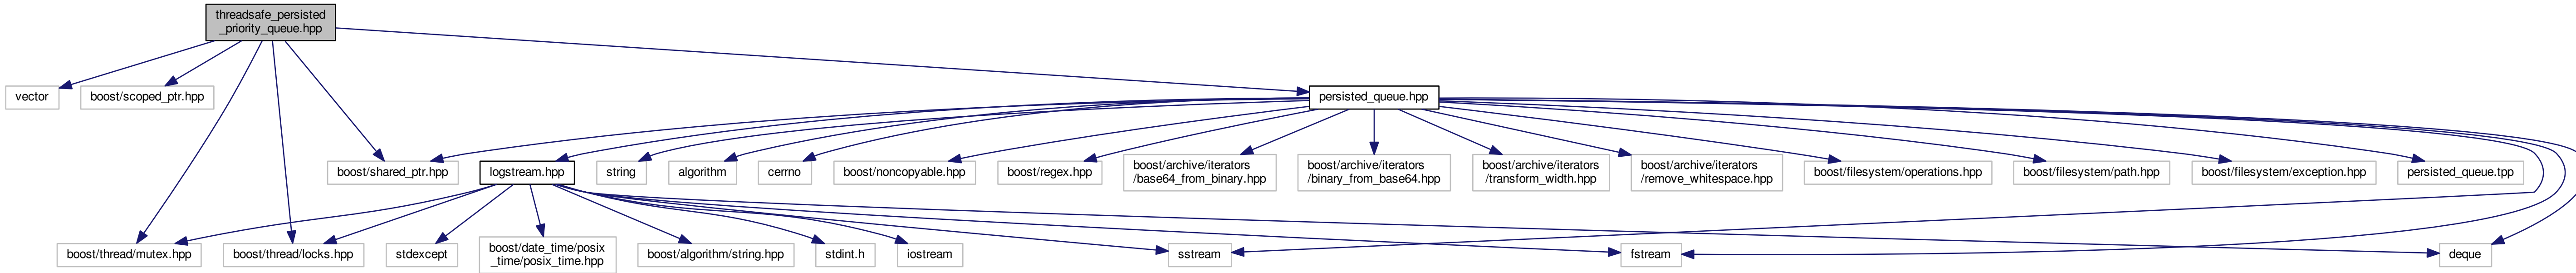 threadsafe_persisted
_priority_queue.hpp
vector
boost/scoped_ptr.hpp
persisted_queue.hpp
boost/shared_ptr.hpp
logstream.hpp
string
algorithm
cerrno
boost/noncopyable.hpp
boost/regex.hpp
boost/archive/iterators
/base64_from_binary.hpp
boost/archive/iterators
/binary_from_base64.hpp
boost/archive/iterators
/transform_width.hpp
boost/archive/iterators
/remove_whitespace.hpp
boost/filesystem/operations.hpp
boost/filesystem/path.hpp
boost/filesystem/exception.hpp
persisted_queue.tpp
boost/thread/mutex.hpp
boost/thread/locks.hpp
stdexcept
boost/date_time/posix
_time/posix_time.hpp
boost/algorithm/string.hpp
stdint.h
iostream
sstream
fstream
deque